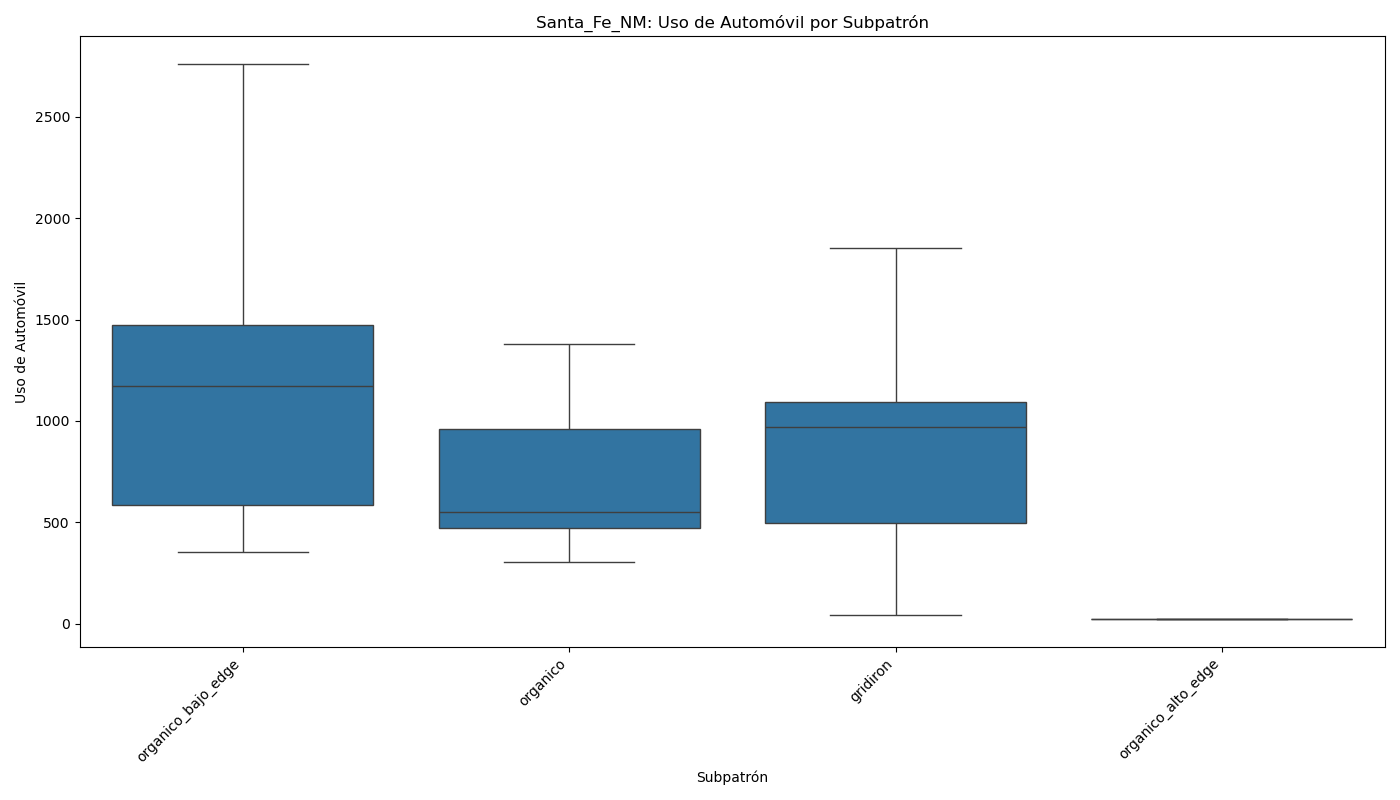 Santa_Fe_NM: Uso de Automóvil por Subpatrón
Uso de Automóvil
2500
2000
1500
1000
500
0
organico_bajo_edge
organico
gridiron
organico_alto_edge
Subpatrón